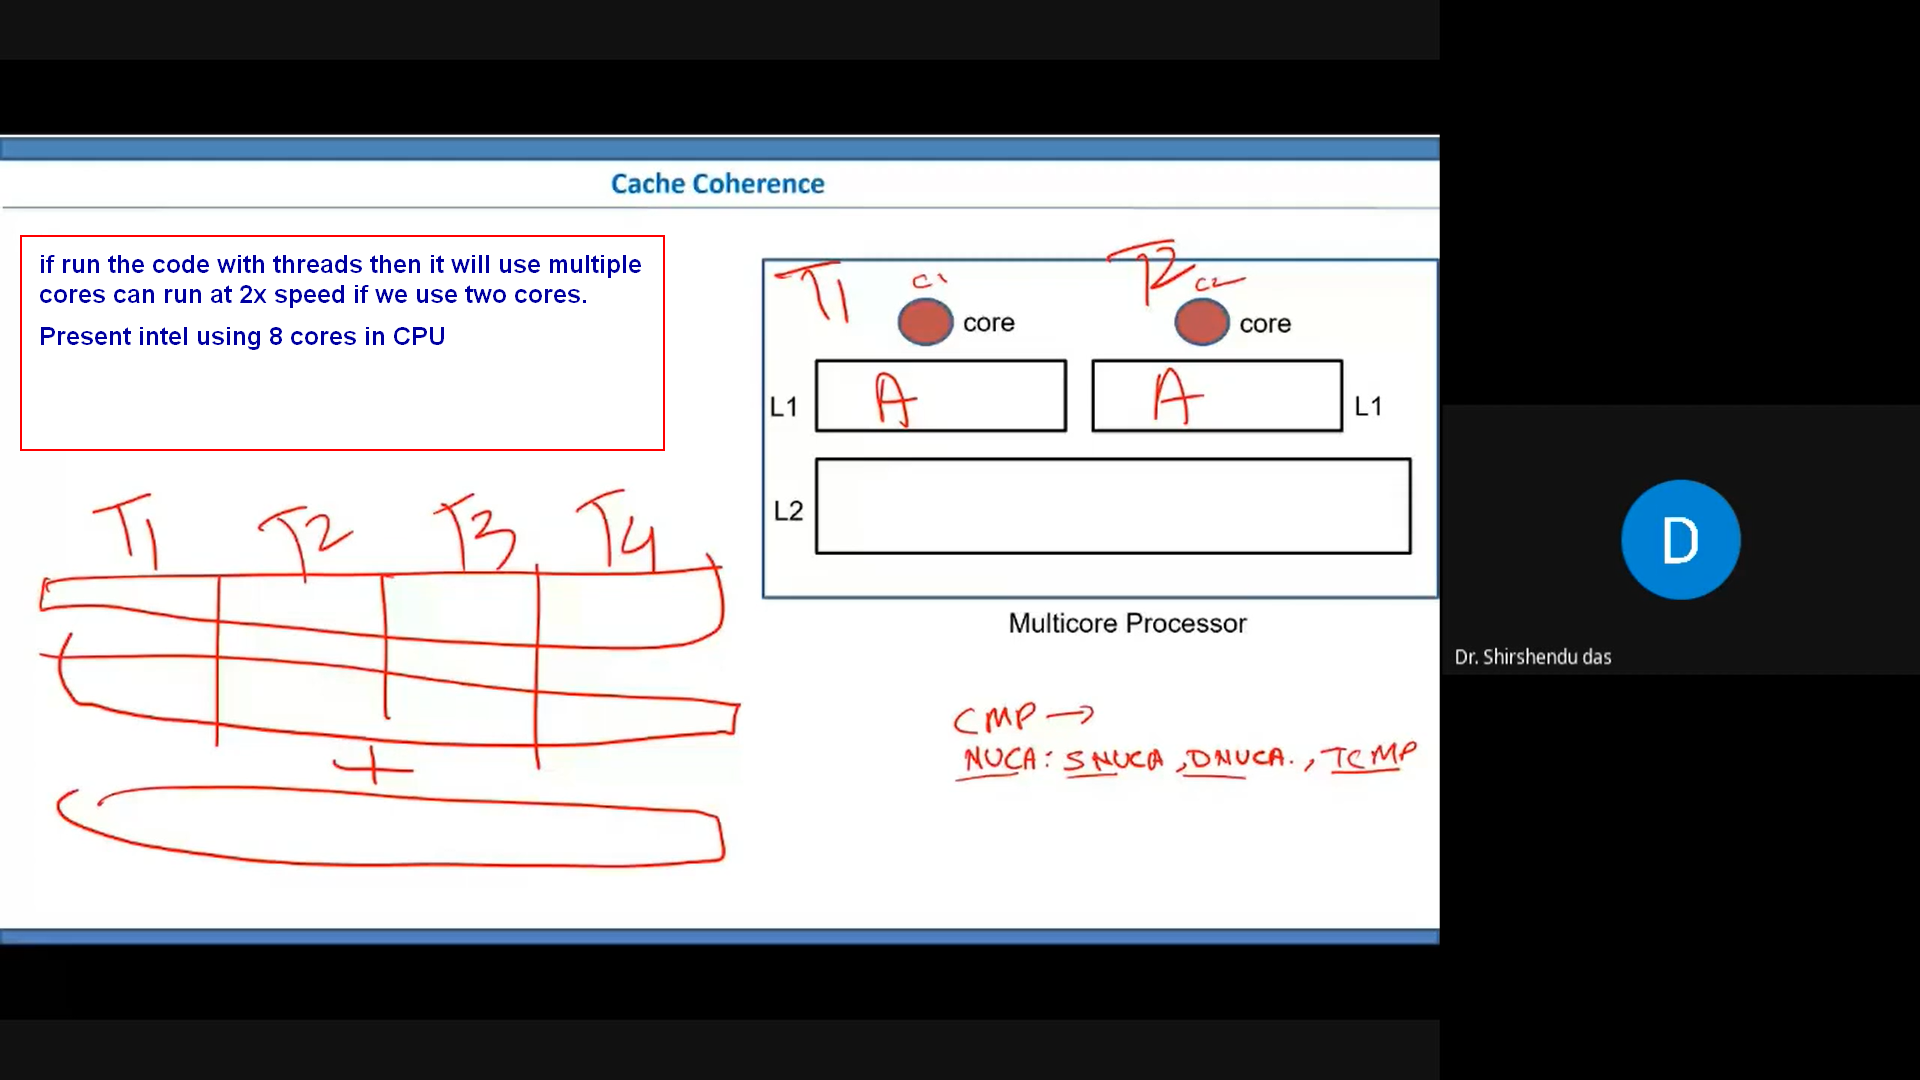 Cache Coherence
if run the code with threads then it will use multiple
cores can run at 2x speed if we use two cores.
Present intel using 8 cores in CPU
T1 C1 T2 C2
core core
L1 A A L1
L2
Multicore Processor
T1 T2 T3 T4
+
CMP →
NUCA: SNUCA, DNUCA., TCMP
D
Dr. Shirshendu das